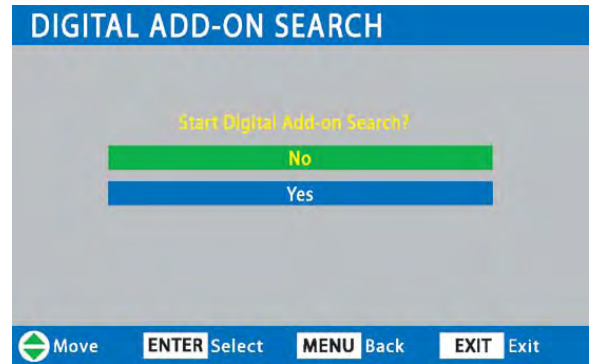 DIGITAL ADD-ON SEARCH
Start Digital Add-on Search?
No
Yes
Move ENTER Select MENU Back EXIT Exit